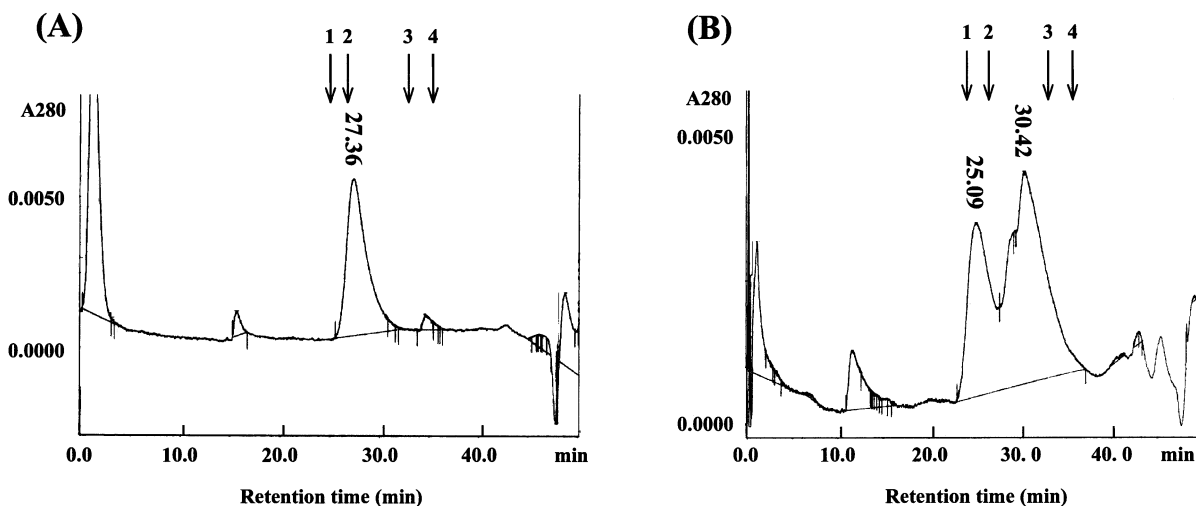 (A)
1 2 3 4
A280
27.36
0.0050
0.0000
0.0 10.0 20.0 30.0 40.0 min
Retention time (min)
(B)
1 2 3 4
A280
0.0050
25.09
30.42
0.0000
0.0 10.0 20.0 30.0 40. 0 min
Retention time (min)